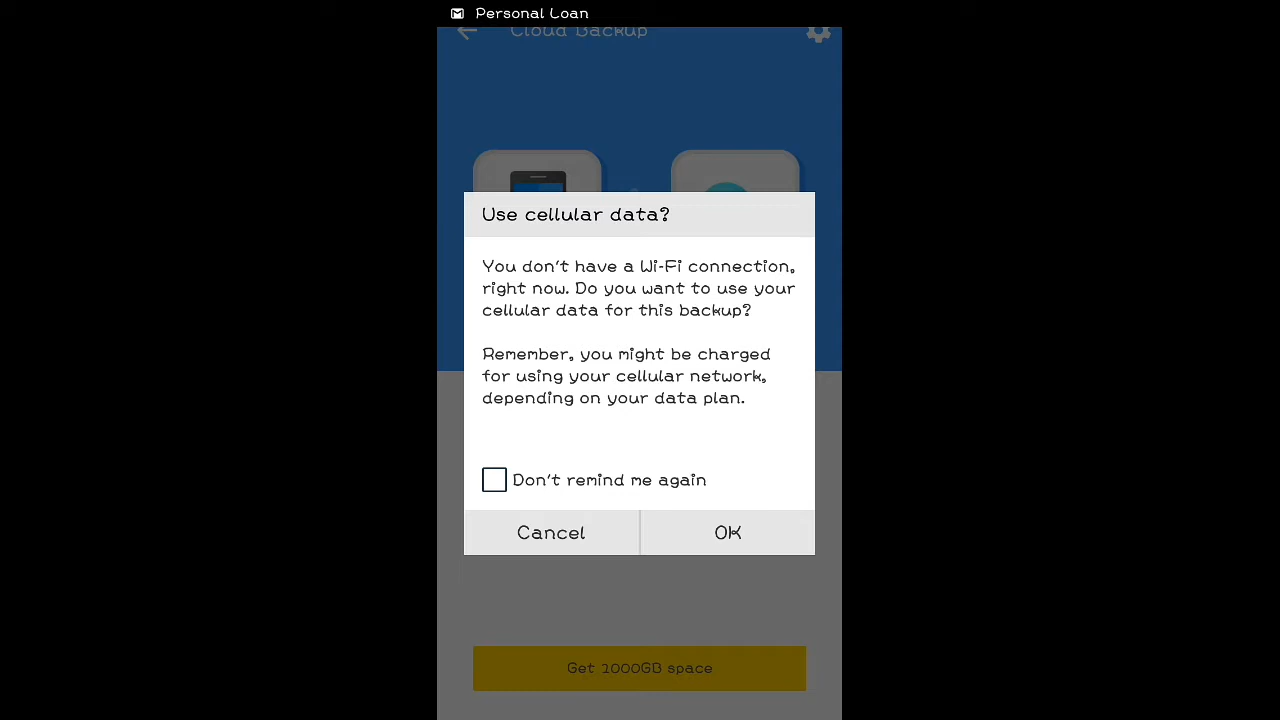 Personal Loan
Cloud Backup
Use cellular data?
You don't have a Wi-Fi connection,
right now. Do you want to use your
cellular data for this backup?
Remember, you might be charged
for using your cellular network,
depending on your data plan.
Don't remind me again
Cancel
OK
Get 1000GB space